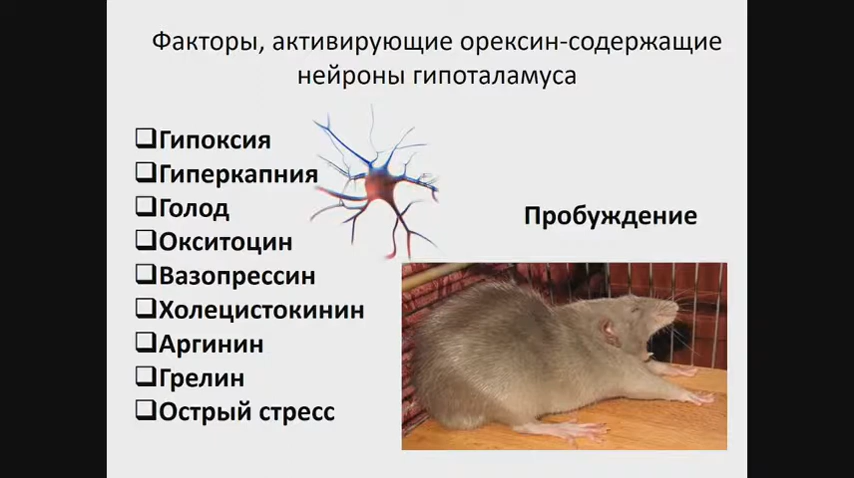 Факторы, активирующие орексин-содержащие
нейроны гипоталамуса
Гипоксия
Гиперкапния
Голод
Окситоцин
Вазопрессин
Холецистокинин
Аргинин
Грелин
Острый стресс
Пробуждение